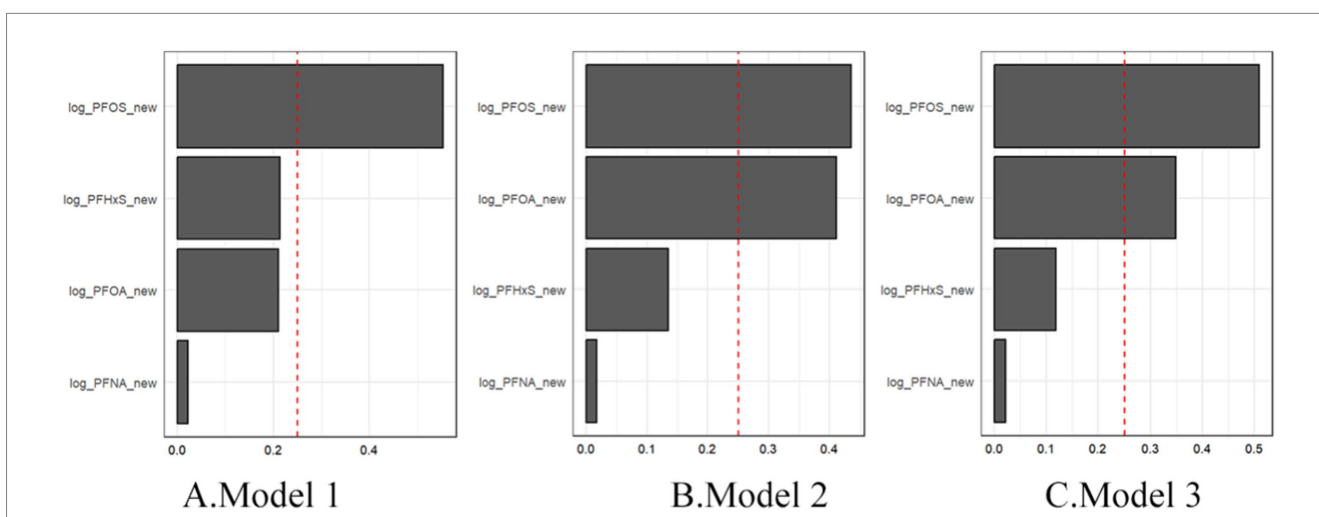 log_PFOS_new
log_PFHxS_new
log_PFOA_new
log_PFNA_new
0.0 0.2 0.4
A.Model 1
log_PFOS_new
log_PFOA_new
log_PFHxS_new
log_PFNA_new
0.0 0.1 0.2 0.3 0.4
B.Model 2
log_PFOS_new
log_PFOA_new
log_PFHxS_new
log_PFNA_new
0.0 0.1 0.2 0.3 0.4 0.5
C.Model 3